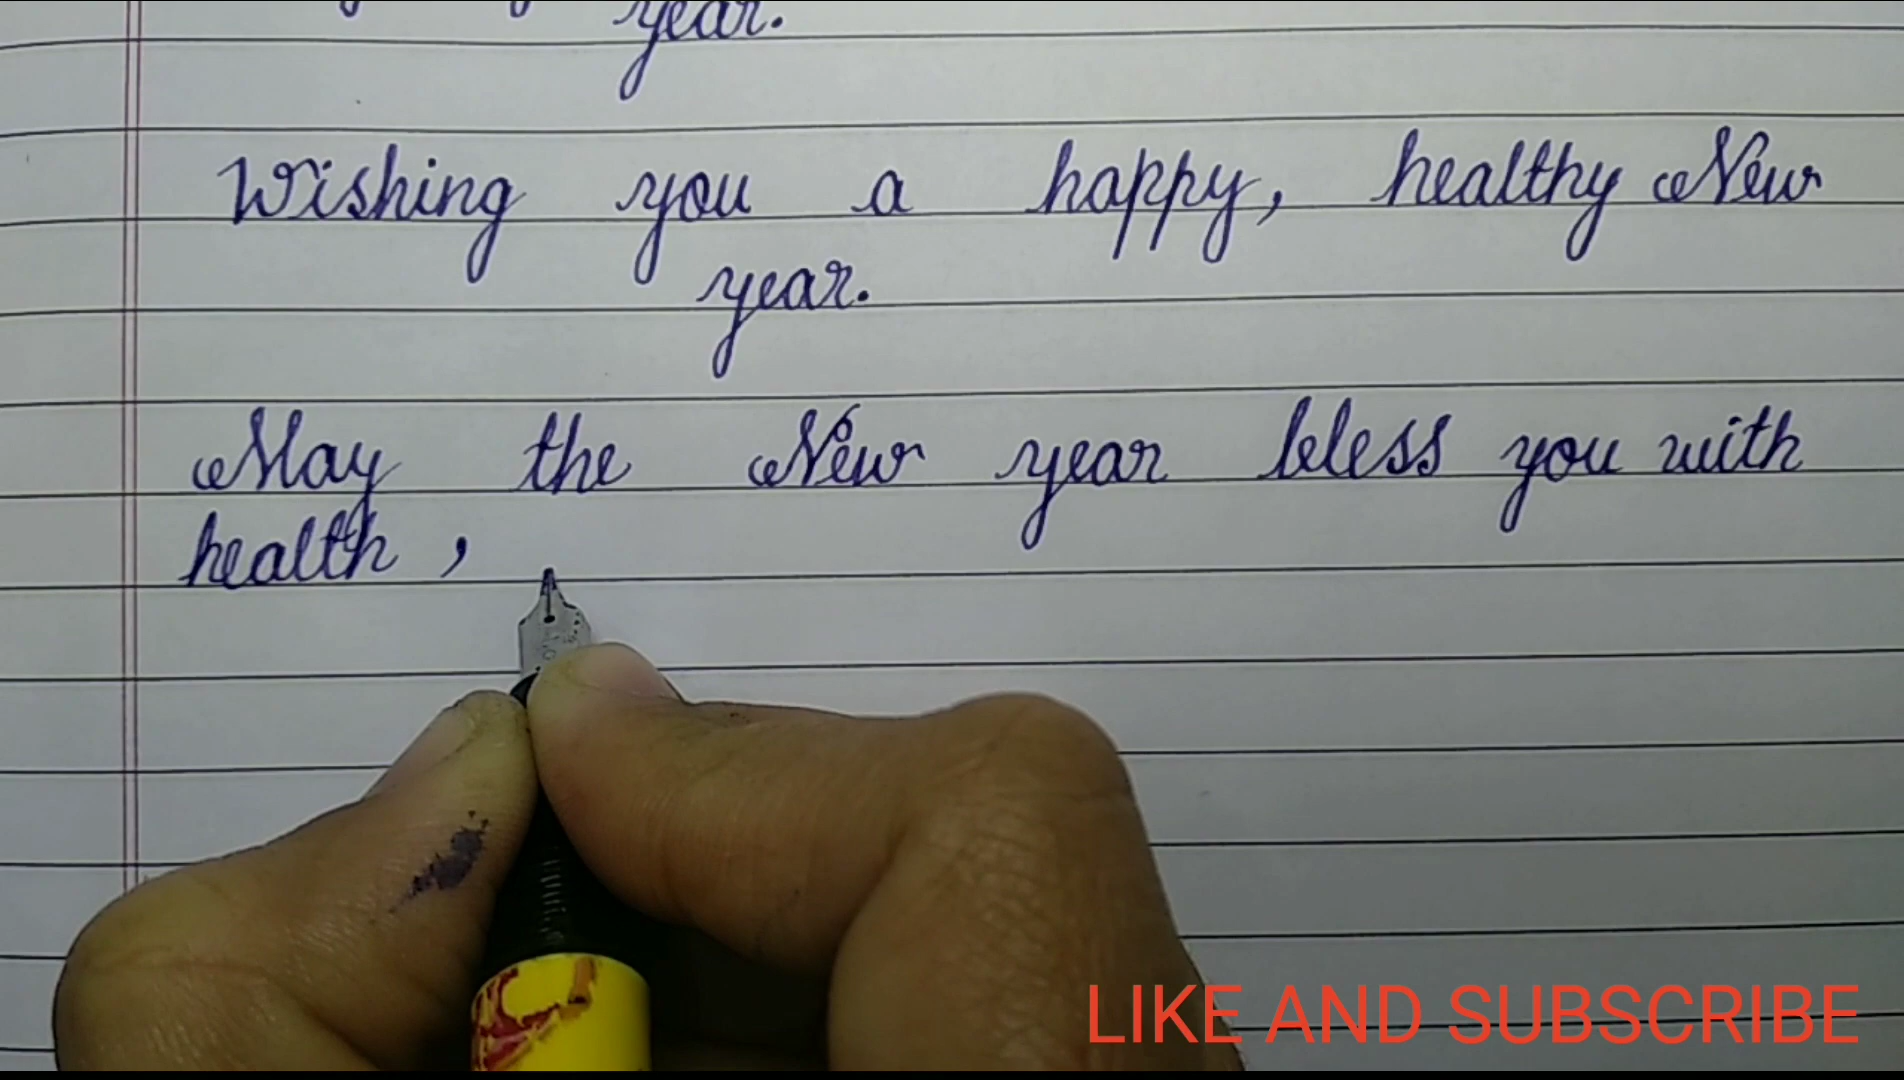 year.
Wishing you a happy, healthy New
year.
May the New year bless you with
health,
LIKE AND SUBSCRIBE